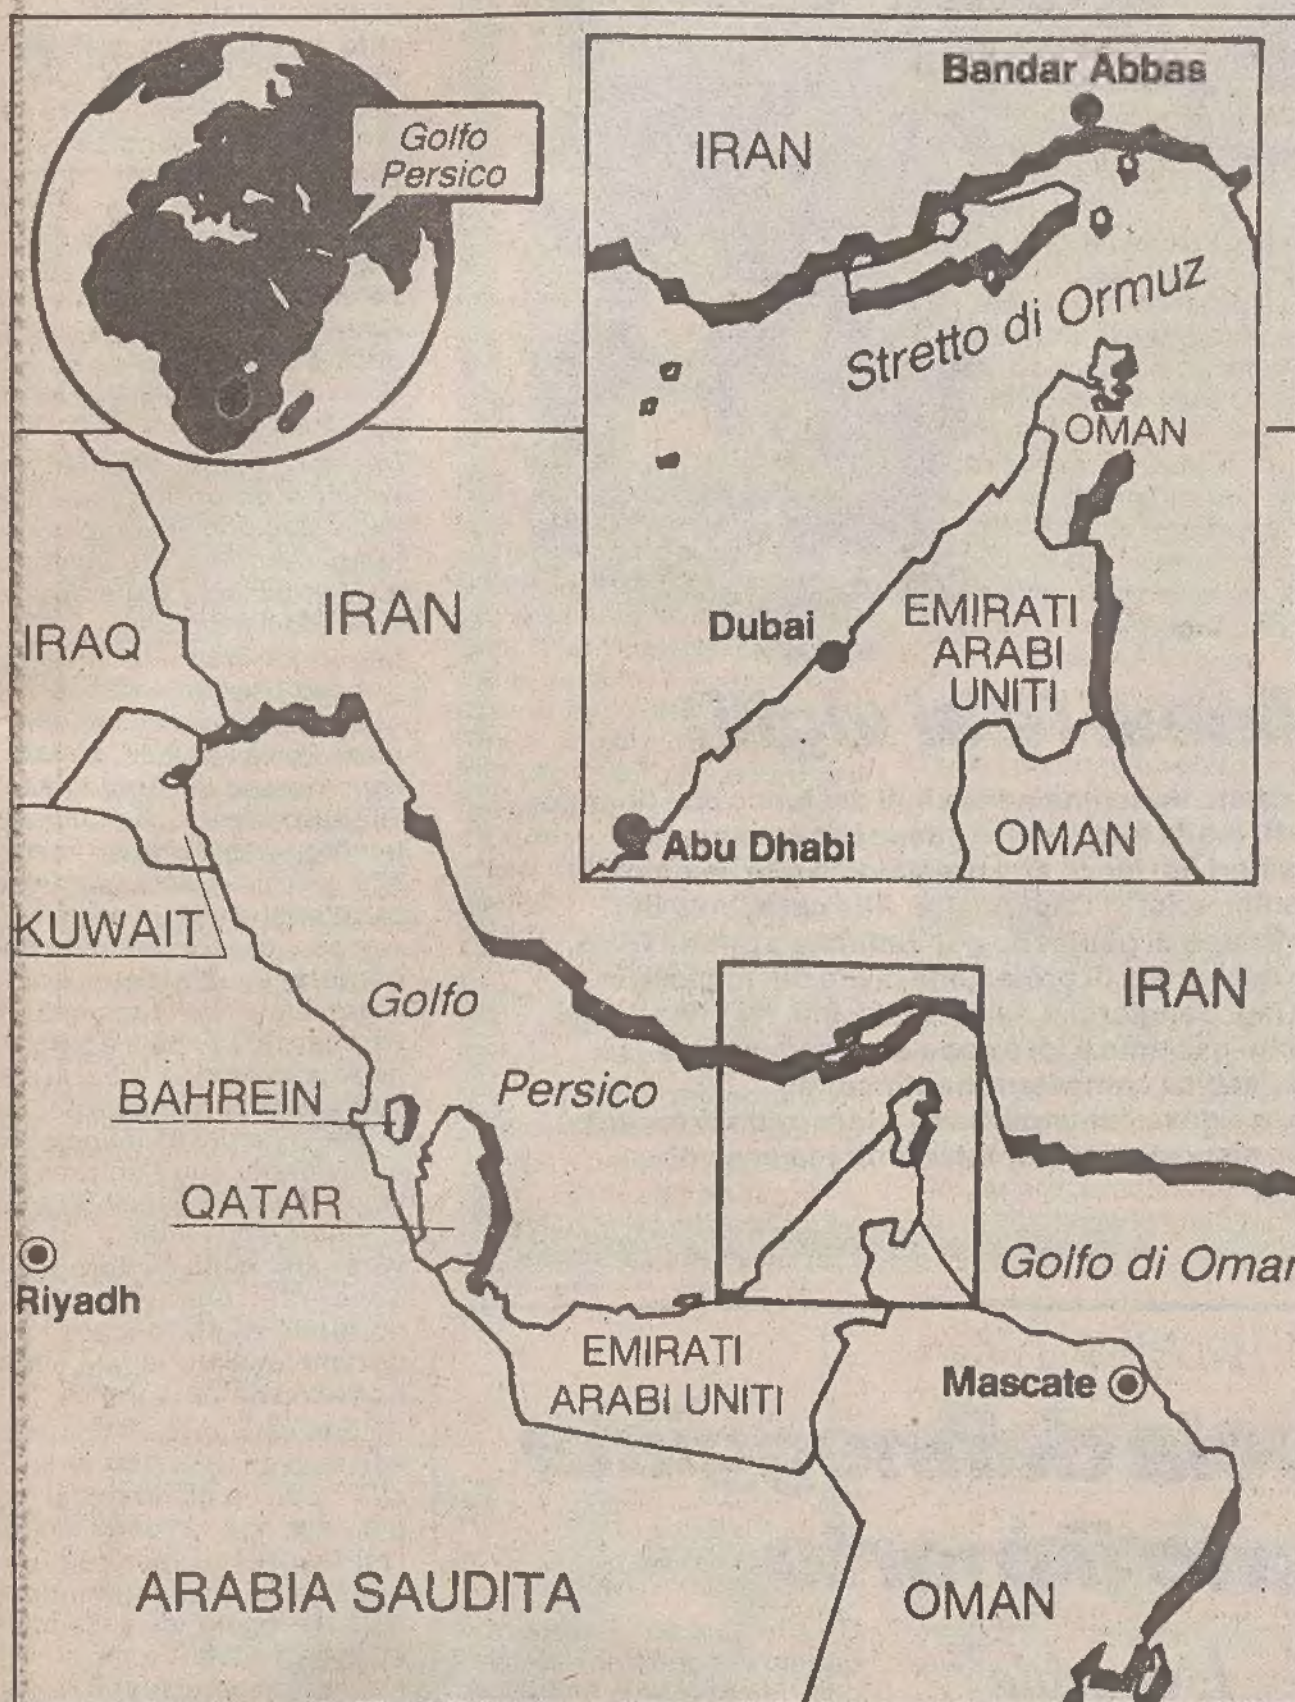 Golfo
Persico
Bandar Abbas
IRAN
Stretto di Ormuz
OMAN
Dubai
EMIRATI
ARABI
UNITI
Abu Dhabi
OMAN
IRAQ
IRAN
KUWAIT
Golfo
Persico
IRAN
BAHREIN
QATAR
Riyadh
Golfo di Oman
EMIRATI
ARABI UNITI
Mascate
ARABIA SAUDITA
OMAN